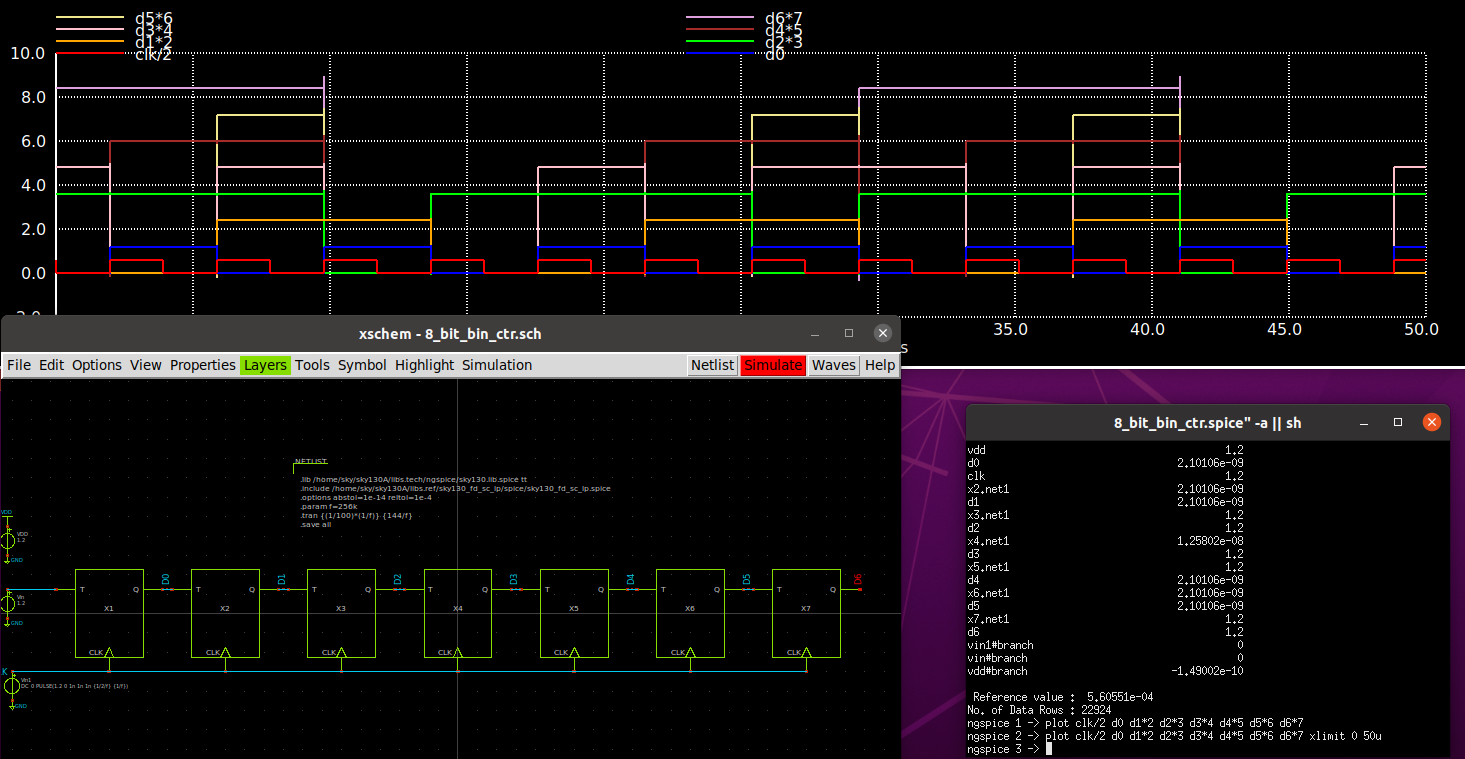 d5*6
d6*7
d3*4
d4*5
d1*2
d2*3
clk/2
d0
10.0
8.0
6.0
4.0
2.0
0.0
35.0
40.0
45.0
50.0
s
xschem - 8_bit_bin_ctr.sch
File Edit Options View Properties Layers Tools Symbol Highlight Simulation Netlist Simulate Waves Help
NETLIST
.lib /home/sky/sky130A/libs.tech/ngspice/sky130.lib.spice tt
.include /home/sky/sky130A/libs.ref/sky130_fd_sc_lp/spice/sky130_fd_sc_lp.spice
.options abstol=1e-14 reltol=1e-4
.param f=256k
.tran {(1/100)*(1/f)} {144/f}
.save all
VDD
VDD
1.2
GND
D0 D1 D2 D3 D4 D5 D6
T Q T Q T Q T Q T Q T Q T Q
Vin
1.2
X1 X2 X3 X4 X5 X6 X7
GND
CLK CLK CLK CLK CLK CLK CLK
K
Vin1
DC 0 PULSE(1.2 0 1n 1n 1n {1/2/f} {1/f})
GND
8_bit_bin_ctr.spice" -a || sh
vdd 1.2
d0 2.10106e-09
clk 1.2
x2.net1 2.10106e-09
d1 2.10106e-09
x3.net1 1.2
d2 1.2
x4.net1 1.25802e-08
d3 1.2
x5.net1 1.2
d4 2.10106e-09
x6.net1 2.10106e-09
d5 2.10106e-09
x7.net1 1.2
d6 1.2
vin1#branch 0
vin#branch 0
vdd#branch -1.49002e-10
Reference value : 5.60551e-04
No. of Data Rows : 22924
ngspice 1 -> plot clk/2 d0 d1*2 d2*3 d3*4 d4*5 d5*6 d6*7
ngspice 2 -> plot clk/2 d0 d1*2 d2*3 d3*4 d4*5 d5*6 d6*7 xlimit 0 50u
ngspice 3 ->